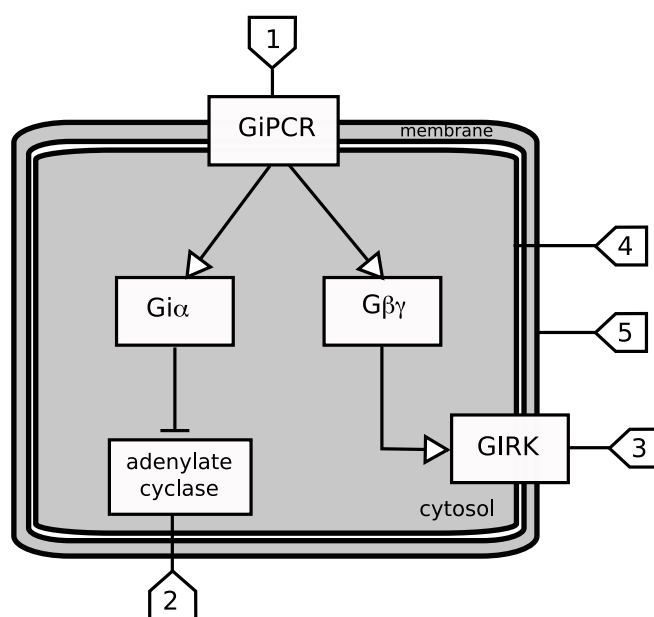 1
GiPCR
membrane
4
Giα
Gβγ
5
GIRK
3
adenylate
cyclase
cytosol
2